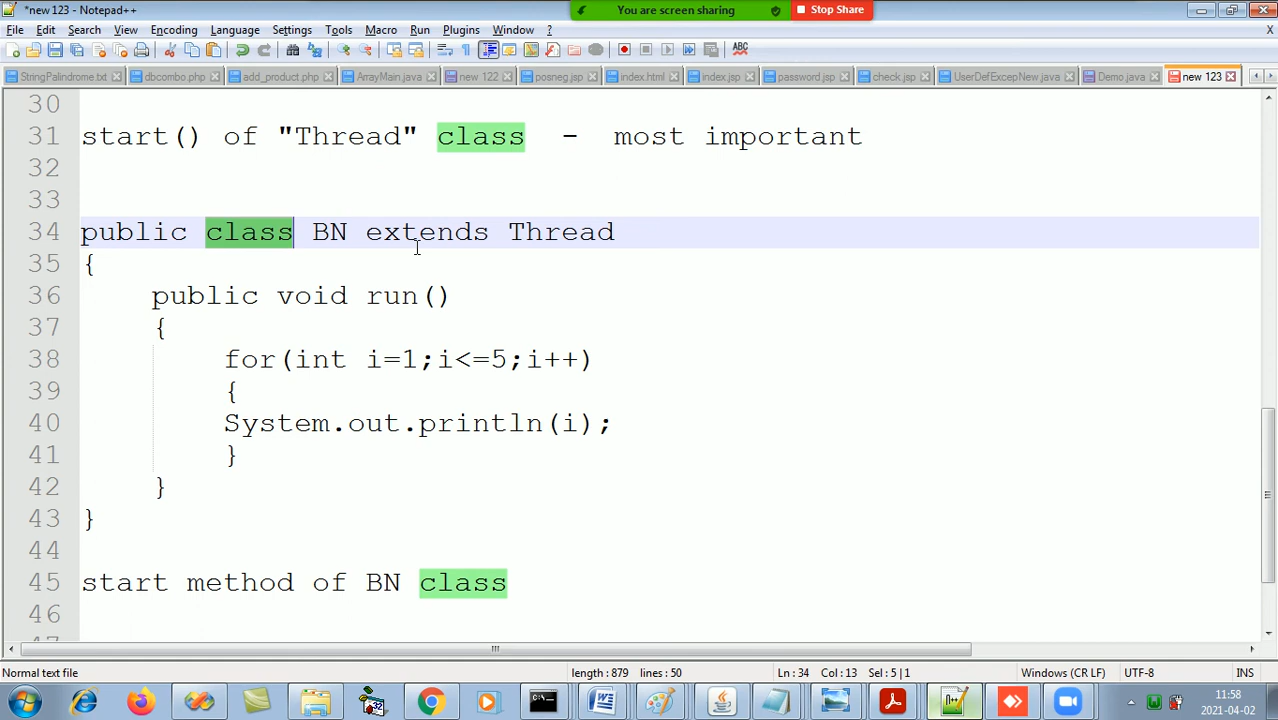 *new 123 - Notepad++
You are screen sharing
Stop Share
File Edit Search View Encoding Language Settings Tools Macro Run Plugins Window ?
X
ABC
StringPalindrome.txt dbcombo.php add_product.php ArrayMain.java new 122 posneg index.html index.jsp password.jsp check.jsp UserDefExcepNew.java Demo.java new 123
30
31 start() of "Thread" class - most important
32
33
34 public class BN extends Thread
35 {
36 public void run()
37 {
38 for(int i=1;i<=5;i++)
39 {
40 System.out.println(i);
41 }
42 }
43 }
44
45 start method of BN class
46
47
Normal text file length : 879 lines : 50 Ln : 34 Col : 13 Sel : 5 | 1 Windows (CR LF) UTF-8 INS
32
11:58
2021-04-02